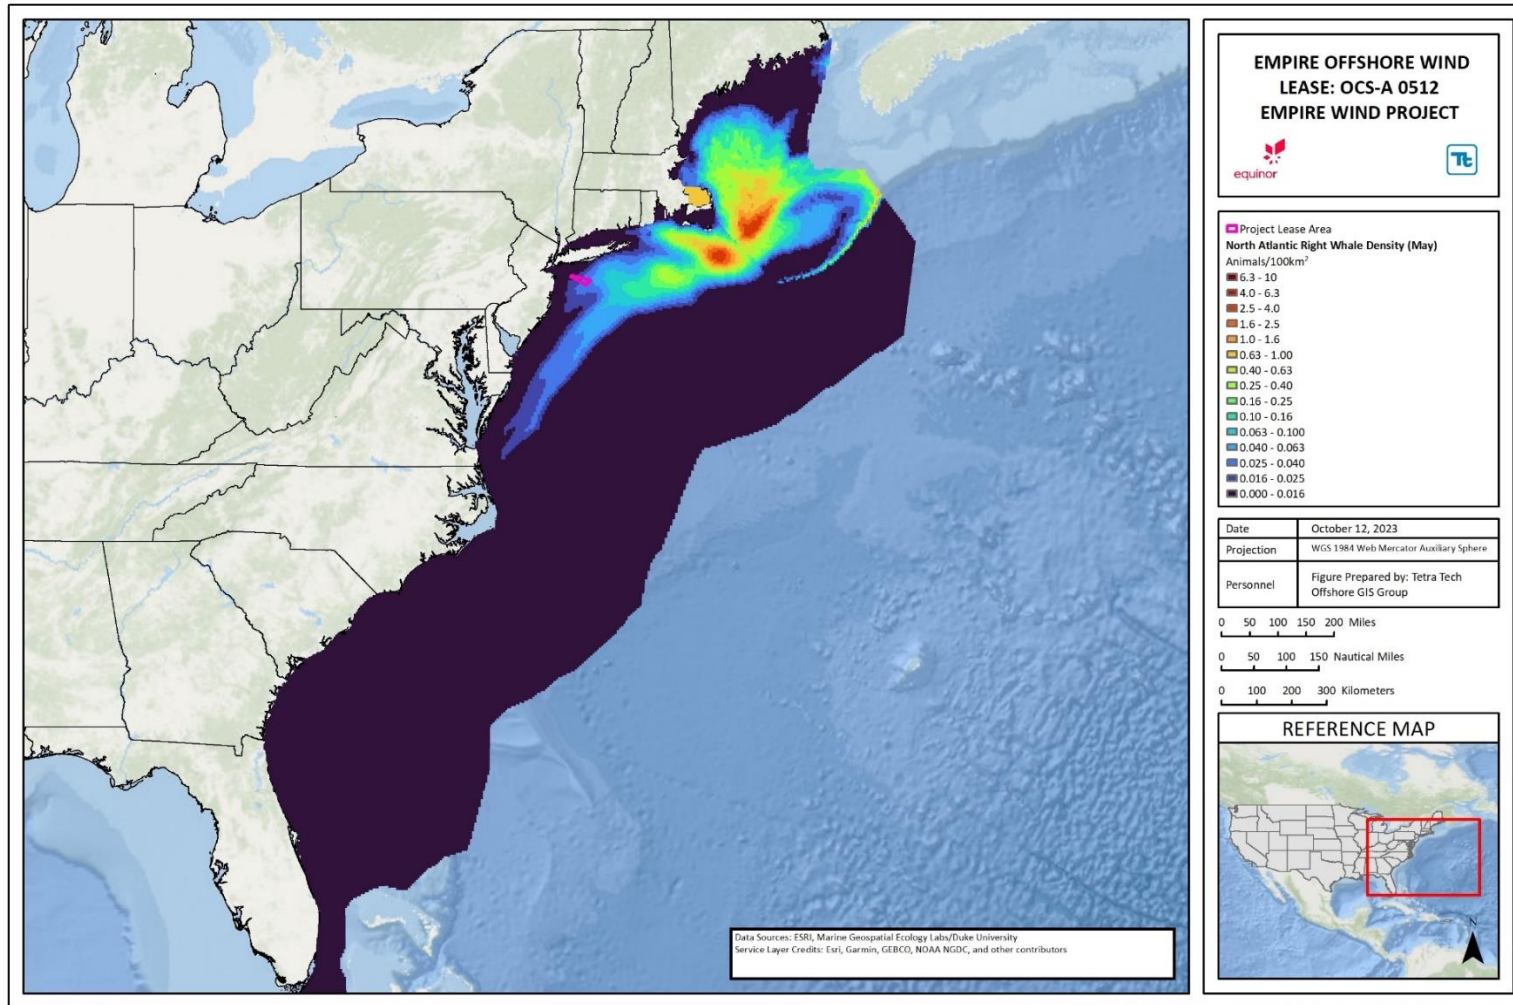 EMPIRE OFFSHORE WIND
LEASE: OCS-A 0512
EMPIRE WIND PROJECT
equinor
Tt
Project Lease Area
North Atlantic Right Whale Density (May)
Animals/100km²
6.3 - 10
4.0 - 6.3
2.5 - 4.0
1.6 - 2.5
1.0 - 1.6
0.63 - 1.00
0.40 - 0.63
0.25 - 0.40
0.16 - 0.25
0.10 - 0.16
0.063 - 0.100
0.040 - 0.063
0.025 - 0.040
0.016 - 0.025
0.000 - 0.016
Date October 12, 2023
Projection WGS 1984 Web Mercator Auxiliary Sphere
Personnel Figure Prepared by: Tetra Tech
Offshore GIS Group
0 50 100 150 200 Miles
0 50 100 150 Nautical Miles
0 100 200 300 Kilometers
REFERENCE MAP
N
Data Sources: ESRI, Marine Geospatial Ecology Labs/Duke University
Service Layer Credits: Esri, Garmin, GEBCO, NOAA NGDC, and other contributors